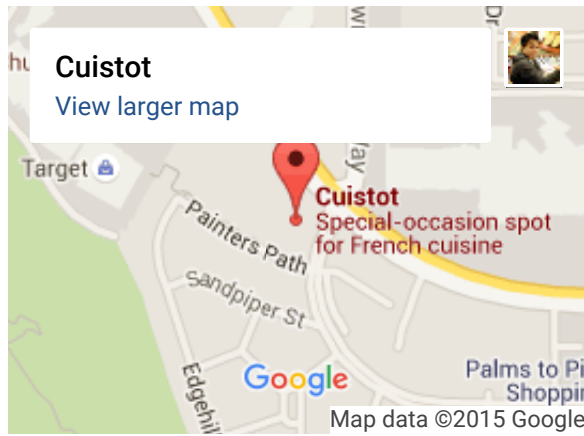 Cuistot
View larger map
Target
Cuistot
Special-occasion spot
for French cuisine
Painters Path
Sandpiper St
Google
Palms to Pi
Shoppin
Edgehil
Map data ©2015 Google